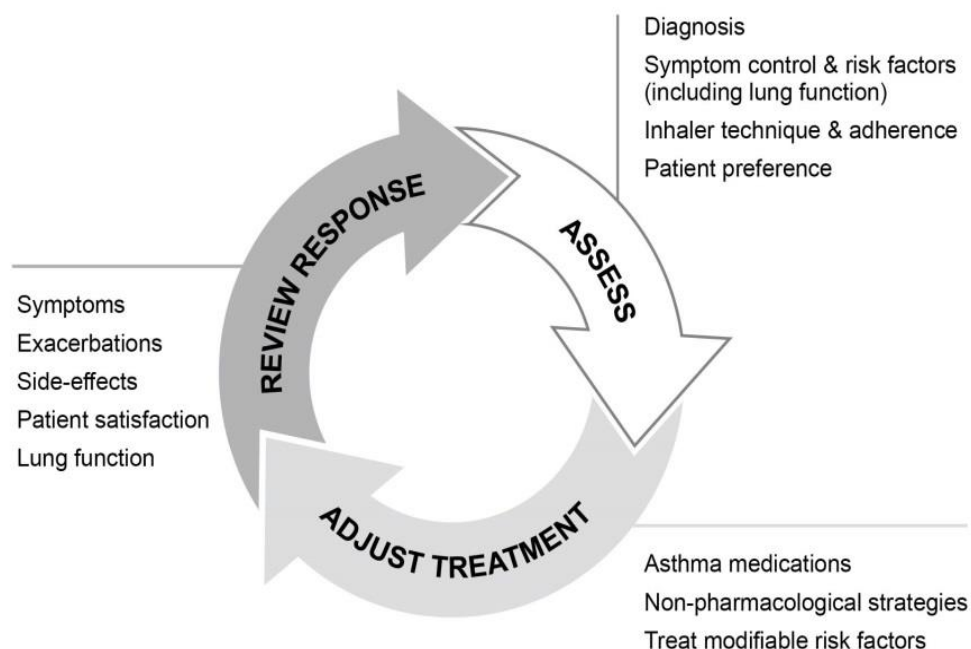 Diagnosis
Symptom control & risk factors
(including lung function)
Inhaler technique & adherence
Patient preference
ASSESS
REVIEW RESPONSE
Symptoms
Exacerbations
Side-effects
Patient satisfaction
Lung function
ADJUST TREATMENT
Asthma medications
Non-pharmacological strategies
Treat modifiable risk factors